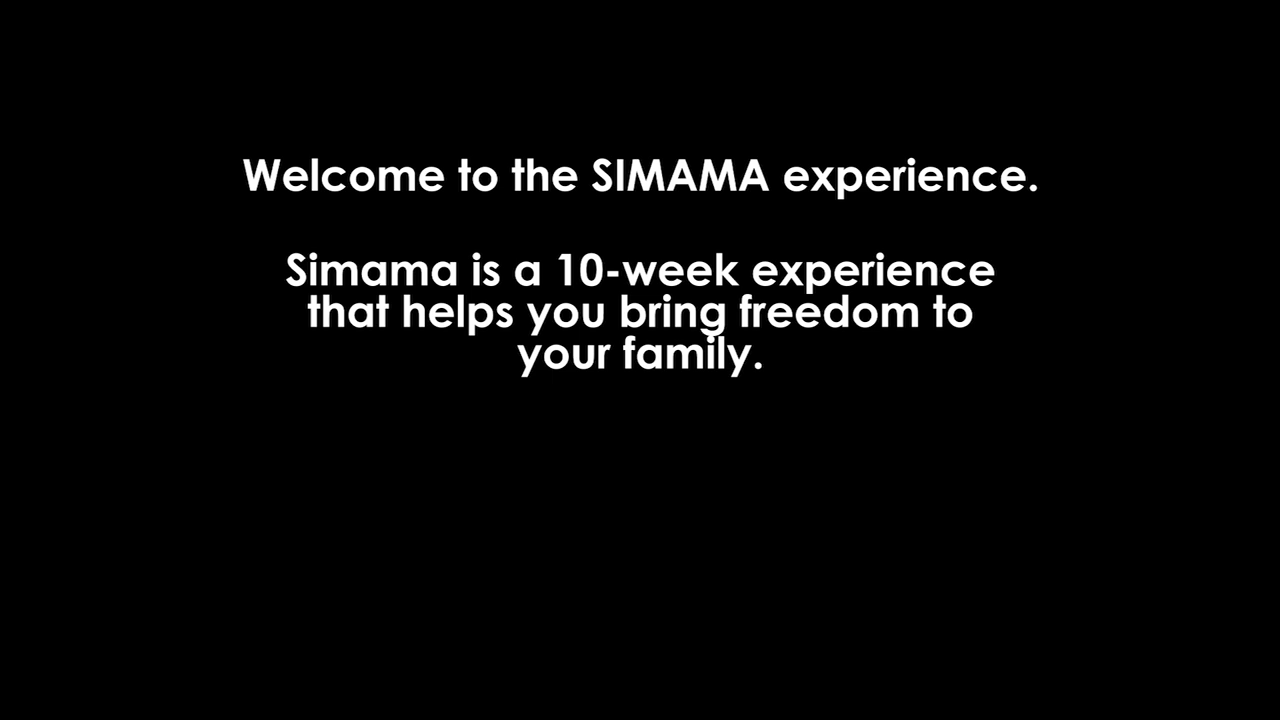 Welcome to the SIMAMA experience.
Simama is a 10-week experience
that helps you bring freedom to
your family.